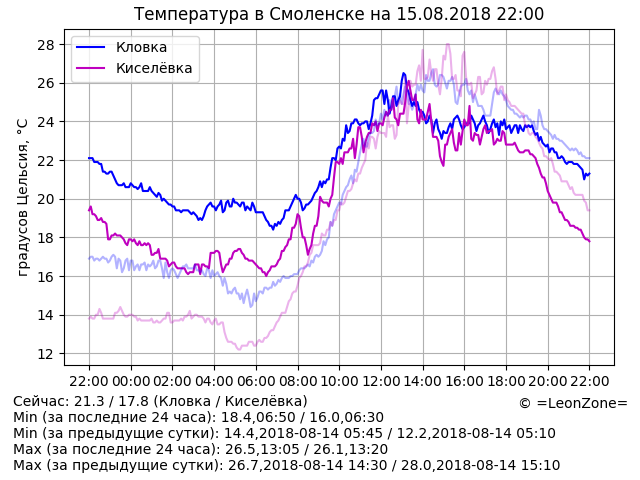 Температура в Смоленске на 15.08.2018 22:00
Кловка
Киселёвка
градусов Цельсия, °C
28
26
24
22
20
18
16
14
12
22:00 00:00 02:00 04:00 06:00 08:00 10:00 12:00 14:00 16:00 18:00 20:00 22:00
Сейчас: 21.3 / 17.8 (Кловка / Киселёвка)
© =LeonZone=
Min (за последние 24 часа): 18.4,06:50 / 16.0,06:30
Min (за предыдущие сутки): 14.4,2018-08-14 05:45 / 12.2,2018-08-14 05:10
Max (за последние 24 часа): 26.5,13:05 / 26.1,13:20
Max (за предыдущие сутки): 26.7,2018-08-14 14:30 / 28.0,2018-08-14 15:10